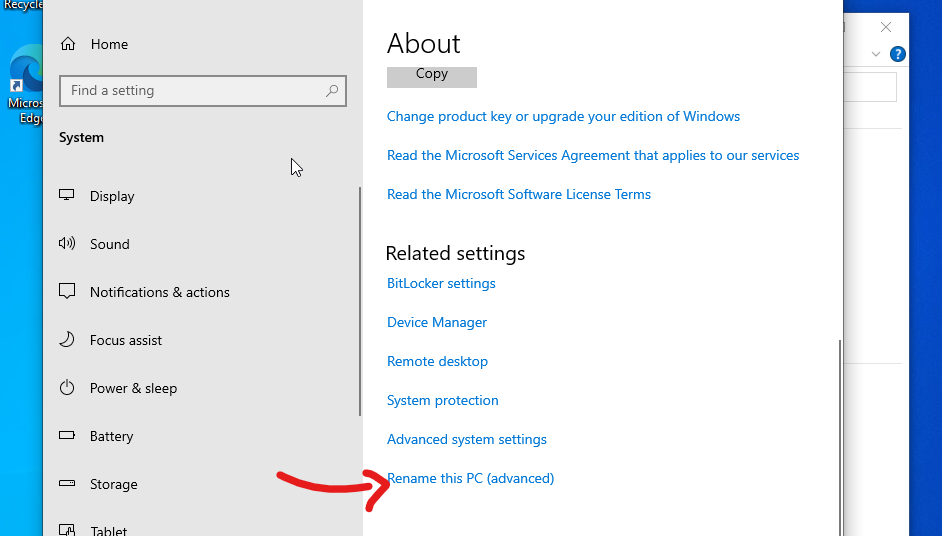 Recycle
Micros
Edge
Home
Find a setting
System
Display
Sound
Notifications & actions
Focus assist
Power & sleep
Battery
Storage
Tablet
About
Copy
Change product key or upgrade your edition of Windows
Read the Microsoft Services Agreement that applies to our services
Read the Microsoft Software License Terms
Related settings
BitLocker settings
Device Manager
Remote desktop
System protection
Advanced system settings
Rename this PC (advanced)
?